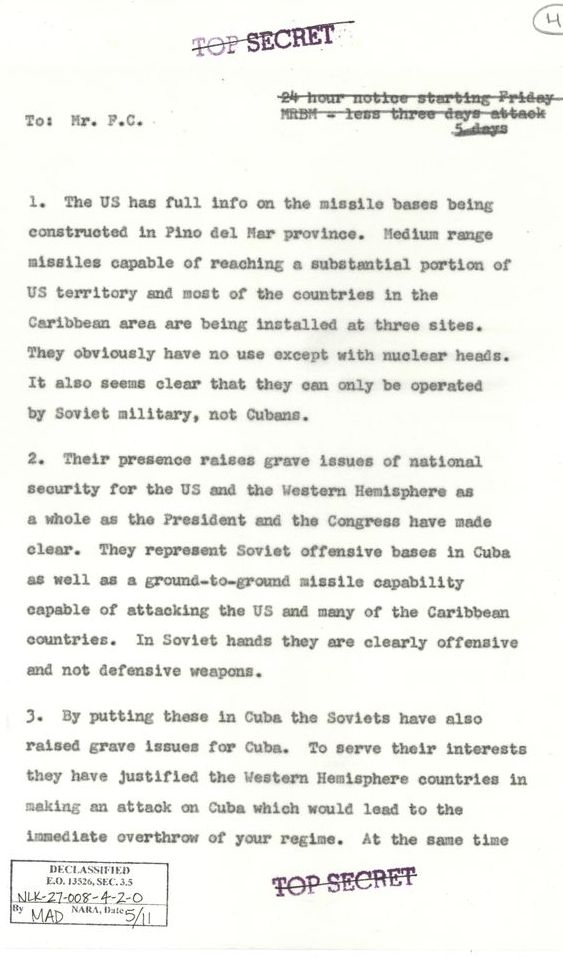 TOP SECRET
4
24 hour notice starting Friday
To: Mr. F.C.
MRBM - less three days attack
5 days
1. The US has full info on the missile bases being
constructed in Pino del Mar province. Medium range
missiles capable of reaching a substantial portion of
US territory and most of the countries in the
Caribbean area are being installed at three sites.
They obviously have no use except with nuclear heads.
It also seems clear that they can only be operated
by Soviet military, not Cubans.
2. Their presence raises grave issues of national
security for the US and the Western Hemisphere as
a whole as the President and the Congress have made
clear. They represent Soviet offensive bases in Cuba
as well as a ground-to-ground missile capability
capable of attacking the US and many of the Caribbean
countries. In Soviet hands they are clearly offensive
and not defensive weapons.
3. By putting these in Cuba the Soviets have also
raised grave issues for Cuba. To serve their interests
they have justified the Western Hemisphere countries in
making an attack on Cuba which would lead to the
immediate overthrow of your regime. At the same time
DECLASSIFIED
E.O. 13526, SEC. 3.5
NLK-27-008-4-2-0
By MAD NARA, Date 5/11
TOP SECRET